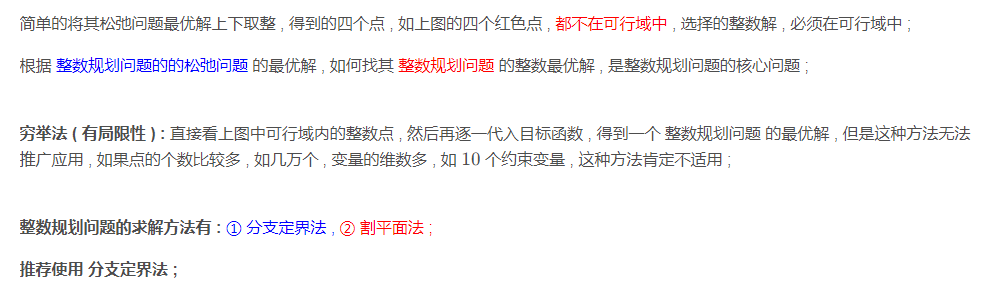 简单的将其松弛问题最优解上下取整 , 得到的四个点 , 如上图的四个红色点 , 都不在可行域中 , 选择的整数解 , 必须在可行域中 ;
根据 整数规划问题的的松弛问题 的最优解 , 如何找其 整数规划问题 的整数最优解 , 是整数规划问题的核心问题 ;
穷举法 ( 有局限性 ) : 直接看上图中可行域内的整数点 , 然后再逐一代入目标函数 , 得到一个 整数规划问题 的最优解 , 但是这种方法无法
推广应用 , 如果点的个数比较多 , 如几万个 , 变量的维数多 , 如 10 个约束变量 , 这种方法肯定不适用 ;
整数规划问题的求解方法有 : ① 分支定界法 , ② 割平面法 ;
推荐使用 分支定界法 ;